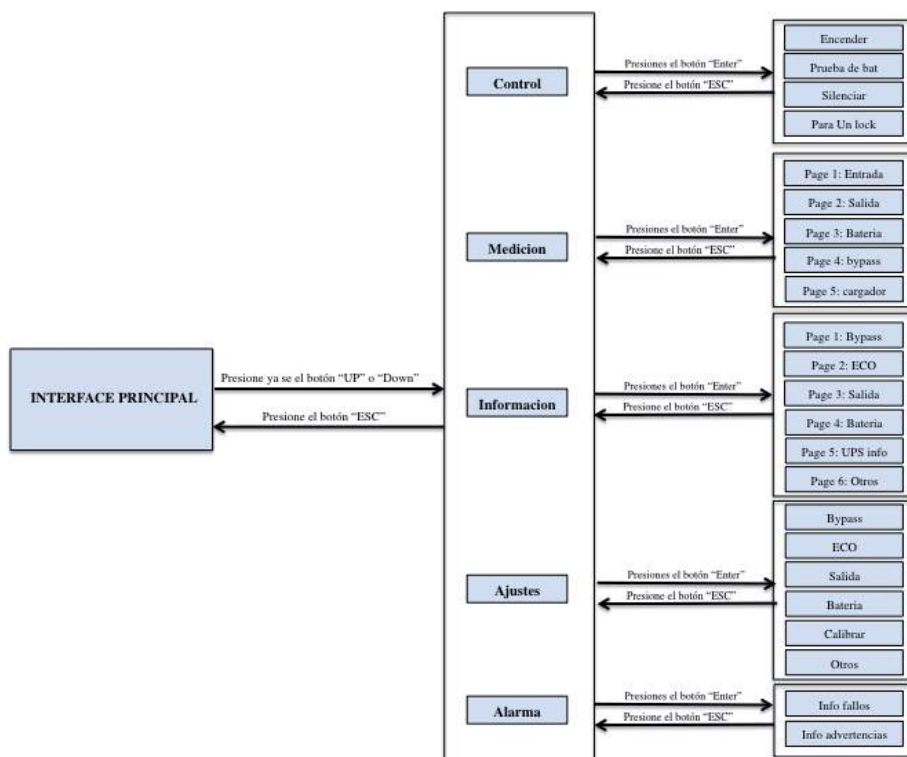 INTERFACE PRINCIPAL
Presione ya se el botón “UP” o “Down”
Presione el botón “ESC”
Control
Presiones el botón “Enter”
Presione el botón “ESC”
Encender
Prueba de bat
Silenciar
Para Un lock
Medicion
Presiones el botón “Enter”
Presione el botón “ESC”
Page 1: Entrada
Page 2: Salida
Page 3: Bateria
Page 4: bypass
Page 5: cargador
Informacion
Presiones el botón “Enter”
Presione el botón “ESC”
Page 1: Bypass
Page 2: ECO
Page 3: Salida
Page 4: Bateria
Page 5: UPS info
Page 6: Otros
Ajustes
Presiones el botón “Enter”
Presione el botón “ESC”
Bypass
ECO
Salida
Bateria
Calibrar
Otros
Alarma
Presiones el botón “Enter”
Presione el botón “ESC”
Info fallos
Info advertencias